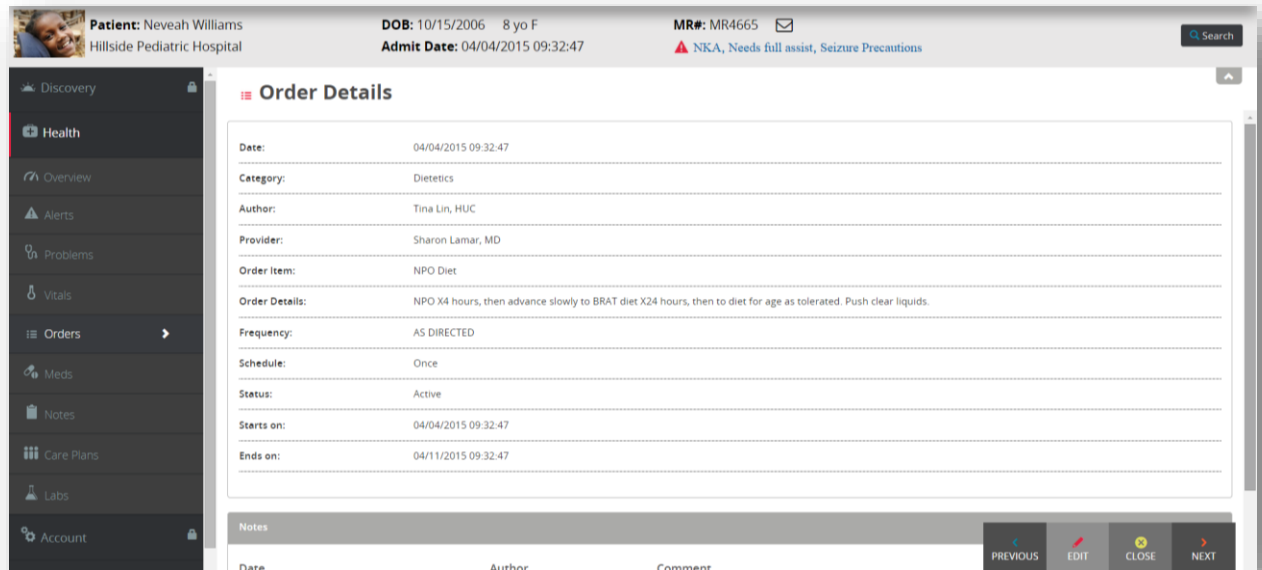 Patient: Neveah Williams DOB: 10/15/2006 8 yo F MR#: MR4665
Hillside Pediatric Hospital Admit Date: 04/04/2015 09:32:47 NKA, Needs full assist, Seizure Precautions
Search
Discovery
Health
Overview
Alerts
Problems
Vitals
Orders
Meds
Notes
Care Plans
Labs
Account
Order Details
Date: 04/04/2015 09:32:47
Category: Dietetics
Author: Tina Lin, HUC
Provider: Sharon Lamar, MD
Order Item: NPO Diet
Order Details: NPO X4 hours, then advance slowly to BRAT diet X24 hours, then to diet for age as tolerated. Push clear liquids.
Frequency: AS DIRECTED
Schedule: Once
Status: Active
Starts on: 04/04/2015 09:32:47
Ends on: 04/11/2015 09:32:47
Notes
Date Author Comment
PREVIOUS EDIT CLOSE NEXT